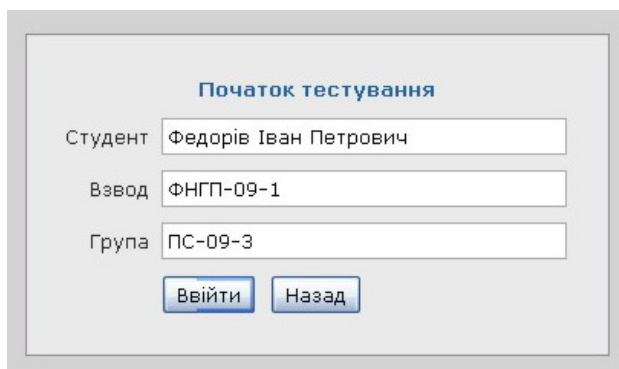 Початок тестування
Студент Федорів Іван Петрович
Взвод ФНГП-09-1
Група ПС-09-3
Ввійти Назад